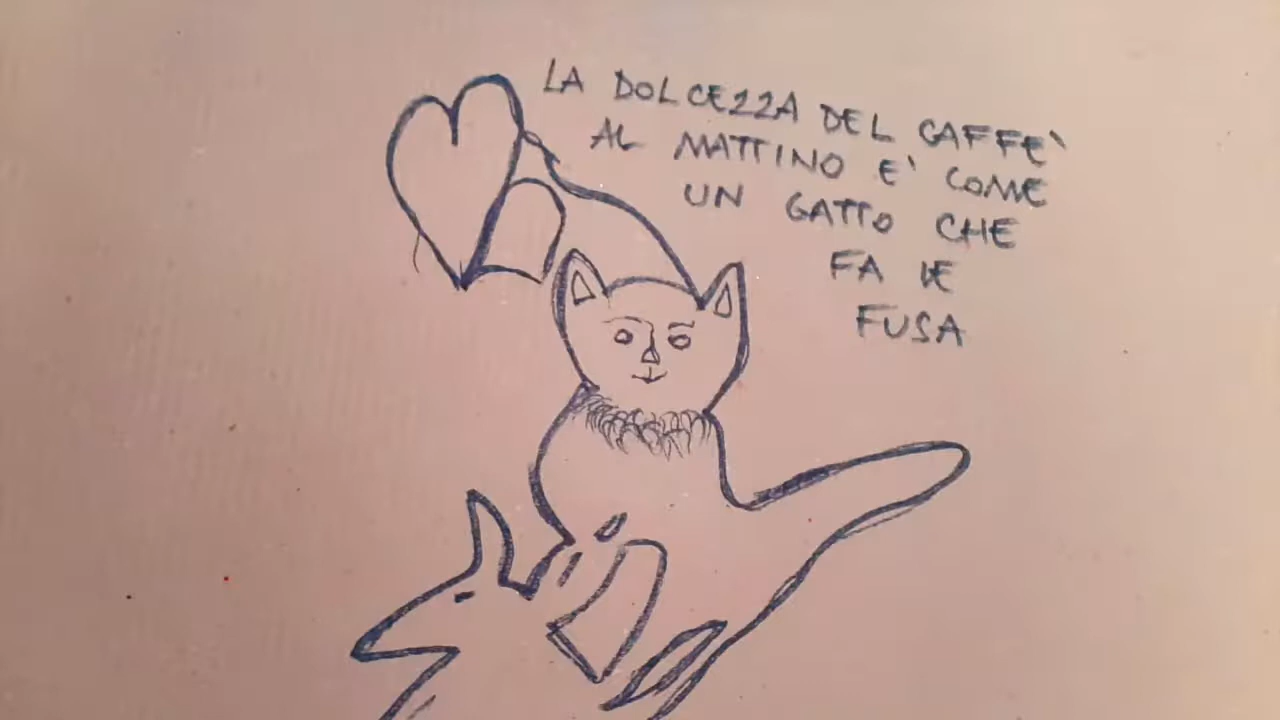 LA DOLCEZZA DEL CAFFE'
AL MATTINO E' COME
UN GATTO CHE
FA LE
FUSA